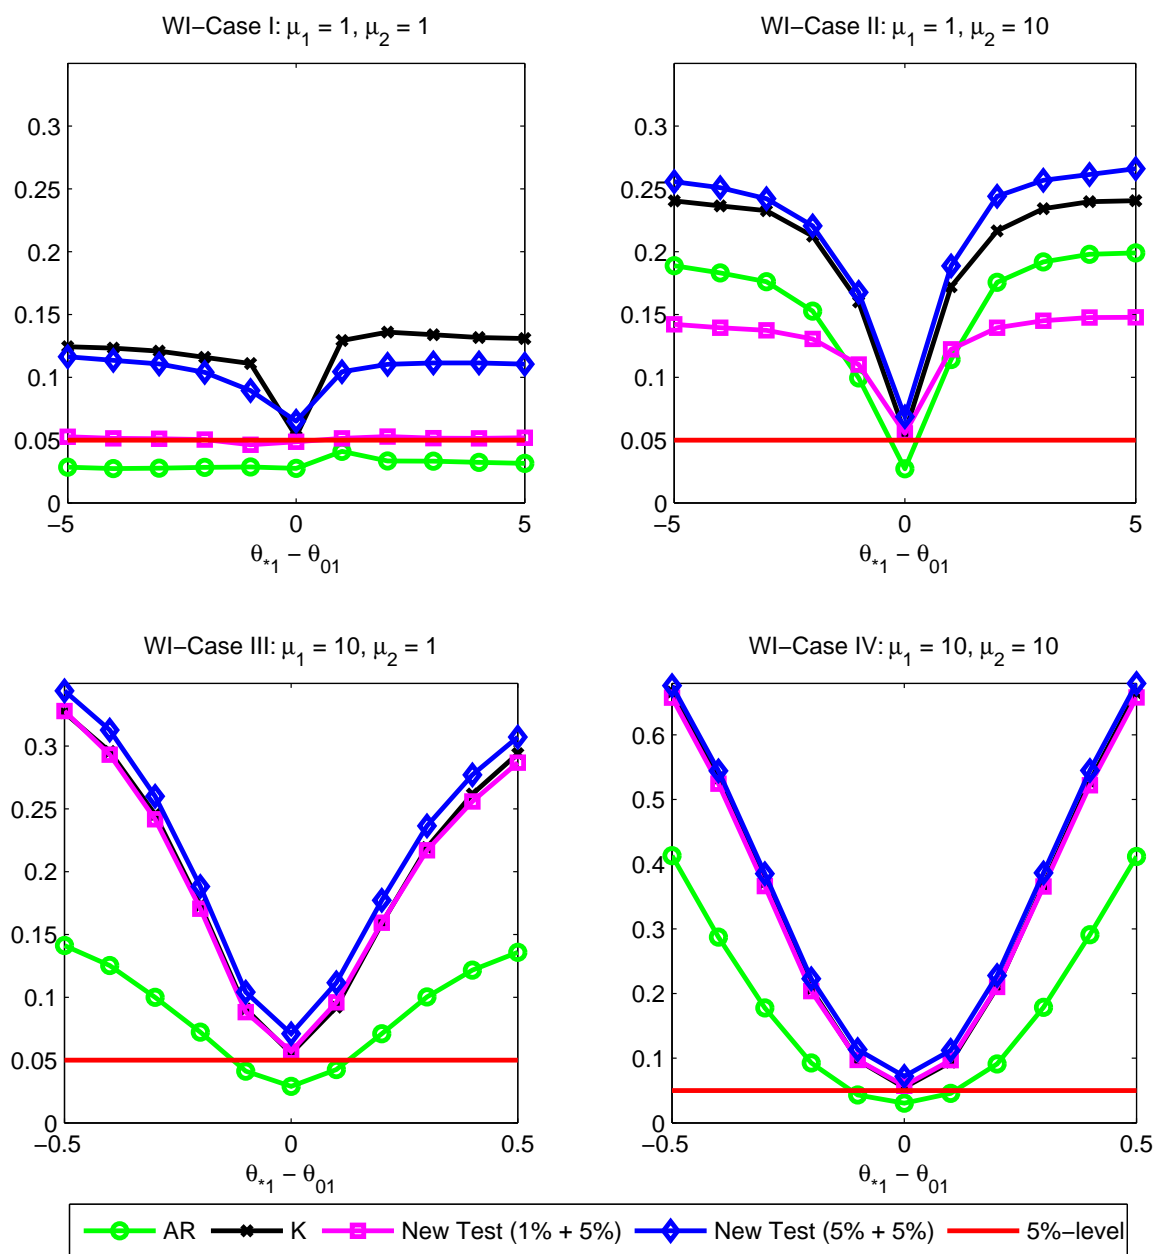 WI−Case I: μ1 = 1, μ2 = 1
0.3
0.25
0.2
0.15
0.1
0.05
0
−5 0 5
θ*1 − θ01
WI−Case II: μ1 = 1, μ2 = 10
0.3
0.25
0.2
0.15
0.1
0.05
0
−5 0 5
θ*1 − θ01
WI−Case III: μ1 = 10, μ2 = 1
0.3
0.25
0.2
0.15
0.1
0.05
0
−0.5 0 0.5
θ*1 − θ01
WI−Case IV: μ1 = 10, μ2 = 10
0.6
0.5
0.4
0.3
0.2
0.1
0
−0.5 0 0.5
θ*1 − θ01
AR K New Test (1% + 5%) New Test (5% + 5%) 5%−level